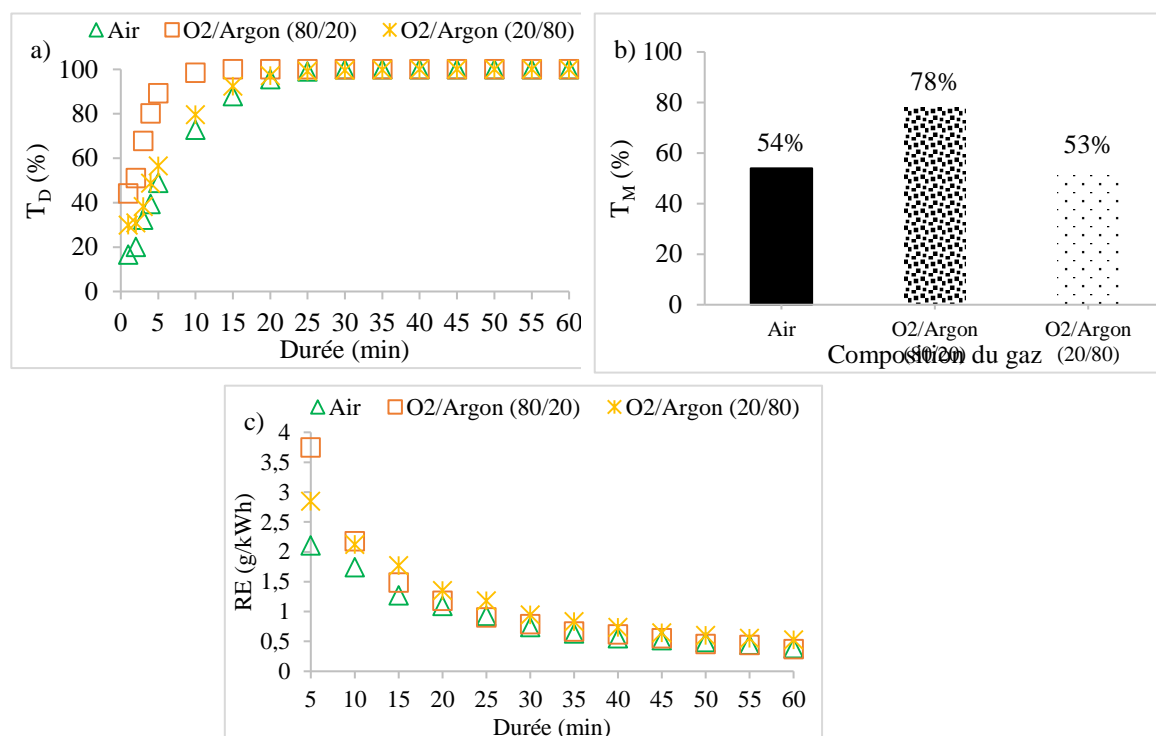 a)
Air O2/Argon (80/20) O2/Argon (20/80)
100
80
60
40
20
0
T_D (%)
0 5 10 15 20 25 30 35 40 45 50 55 60
Durée (min)
b)
100
80
60
40
20
0
T_M (%)
54%
78%
53%
Air O2/Argon O2/Argon
(80/20) (20/80)
Composition du gaz
c)
Air O2/Argon (80/20) O2/Argon (20/80)
4
3,5
3
2,5
2
1,5
1
0,5
0
RE (g/kWh)
5 10 15 20 25 30 35 40 45 50 55 60
Durée (min)